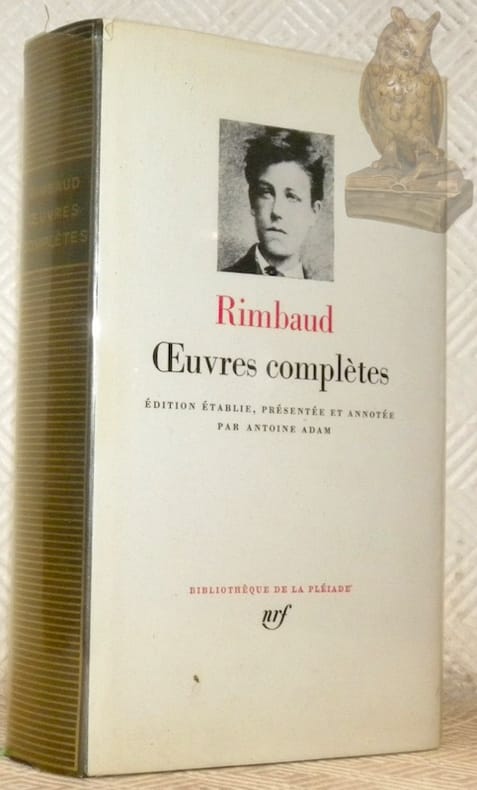 Rimbaud
Œuvres complètes
ÉDITION ÉTABLIE, PRÉSENTÉE ET ANNOTÉE
PAR ANTOINE ADAM
BIBLIOTHÈQUE DE LA PLÉIADE
nrf
RIMBAUD
ŒUVRES
COMPLÈTES